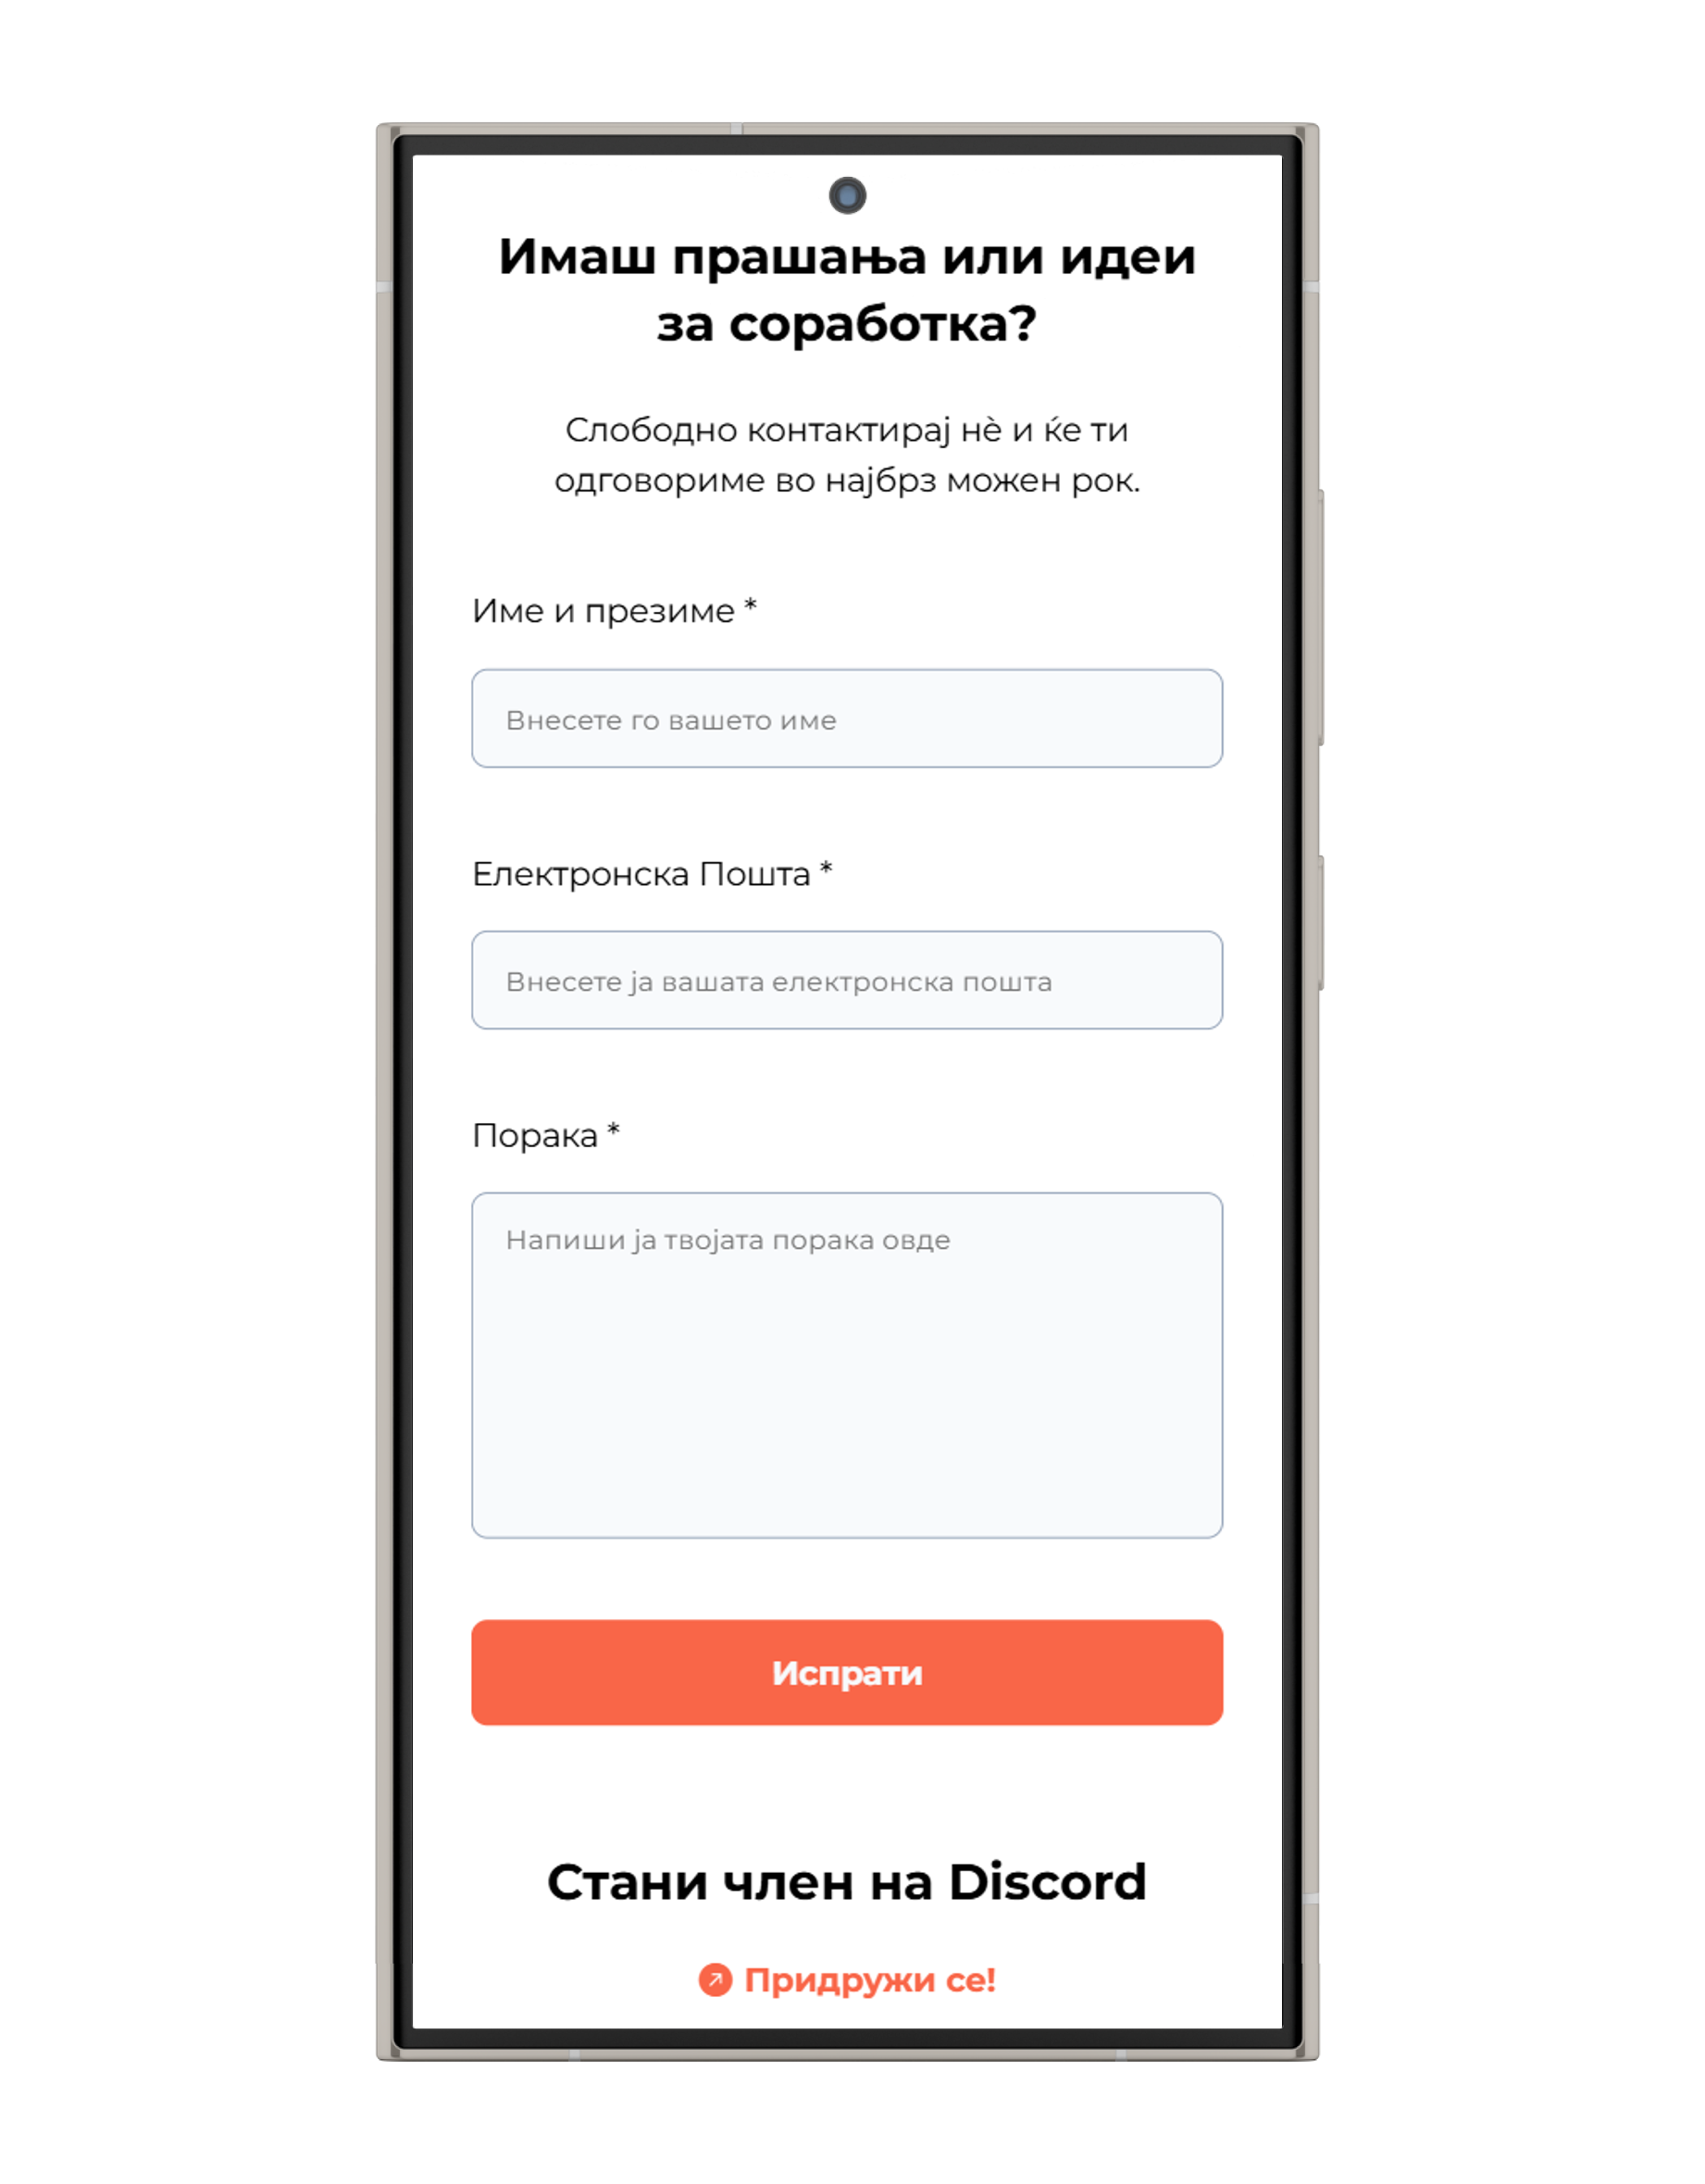 Имаш прашања или идеи
за соработка?
Слободно контактирај нѐ и ќе ти
одговориме во најбрз можен рок.
Име и презиме *
Внесете го вашето име
Електронска Пошта *
Внесете ја вашата електронска пошта
Порака *
Напиши ја твојата порака овде
Испрати
Стани член на Discord
Придружи се!